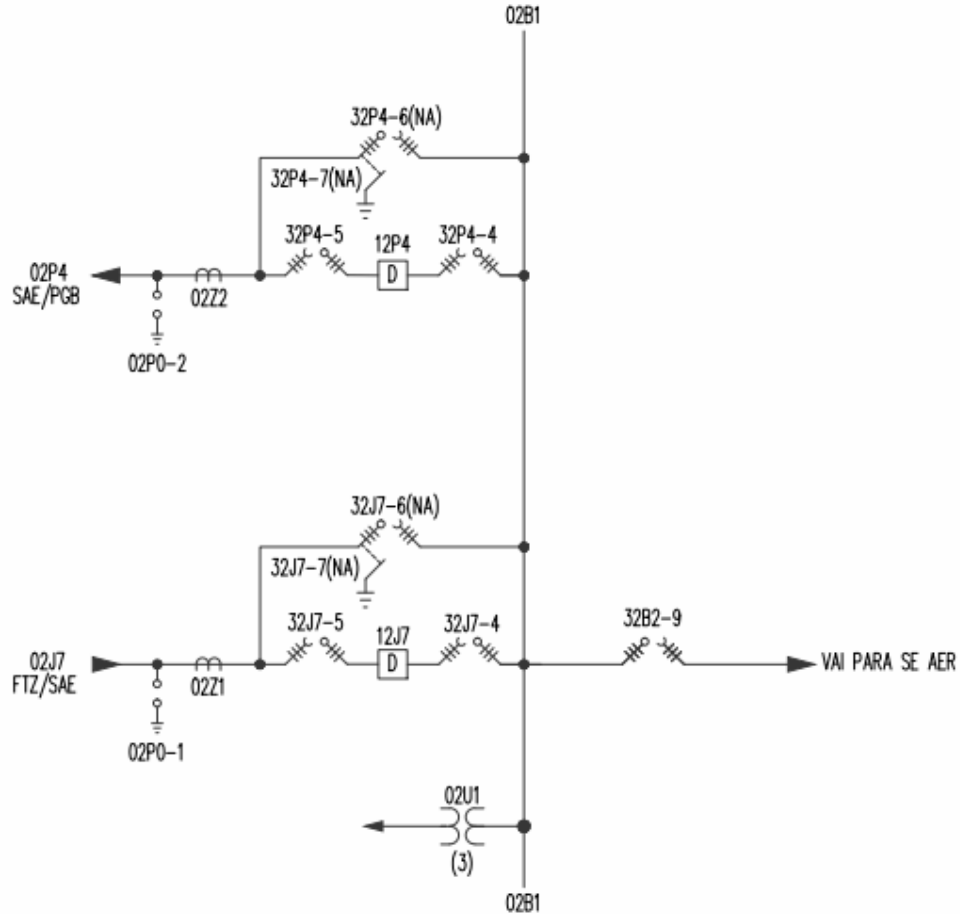 02B1
32P4-6(NA)
32P4-7(NA)
32P4-5
12P4
32P4-4
D
02P4
SAE/PGB
02Z2
02P0-2
32J7-6(NA)
32J7-7(NA)
32J7-5
12J7
32J7-4
32B2-9
D
02J7
FTZ/SAE
VAI PARA SE AER
02Z1
02P0-1
02U1
(3)
02B1